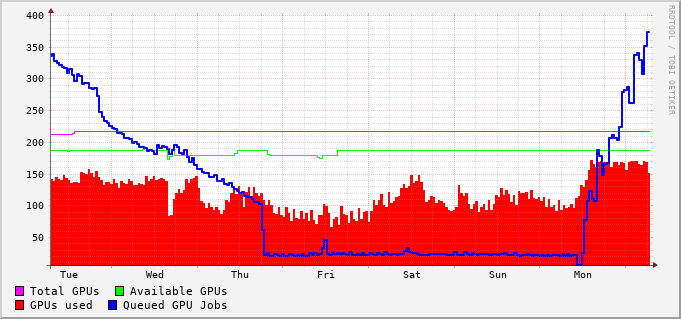 400
350
300
250
200
150
100
50
Tue Wed Thu Fri Sat Sun Mon
Total GPUs Available GPUs
GPUs used Queued GPU Jobs
RRDTOOL / TOBI OETIKER